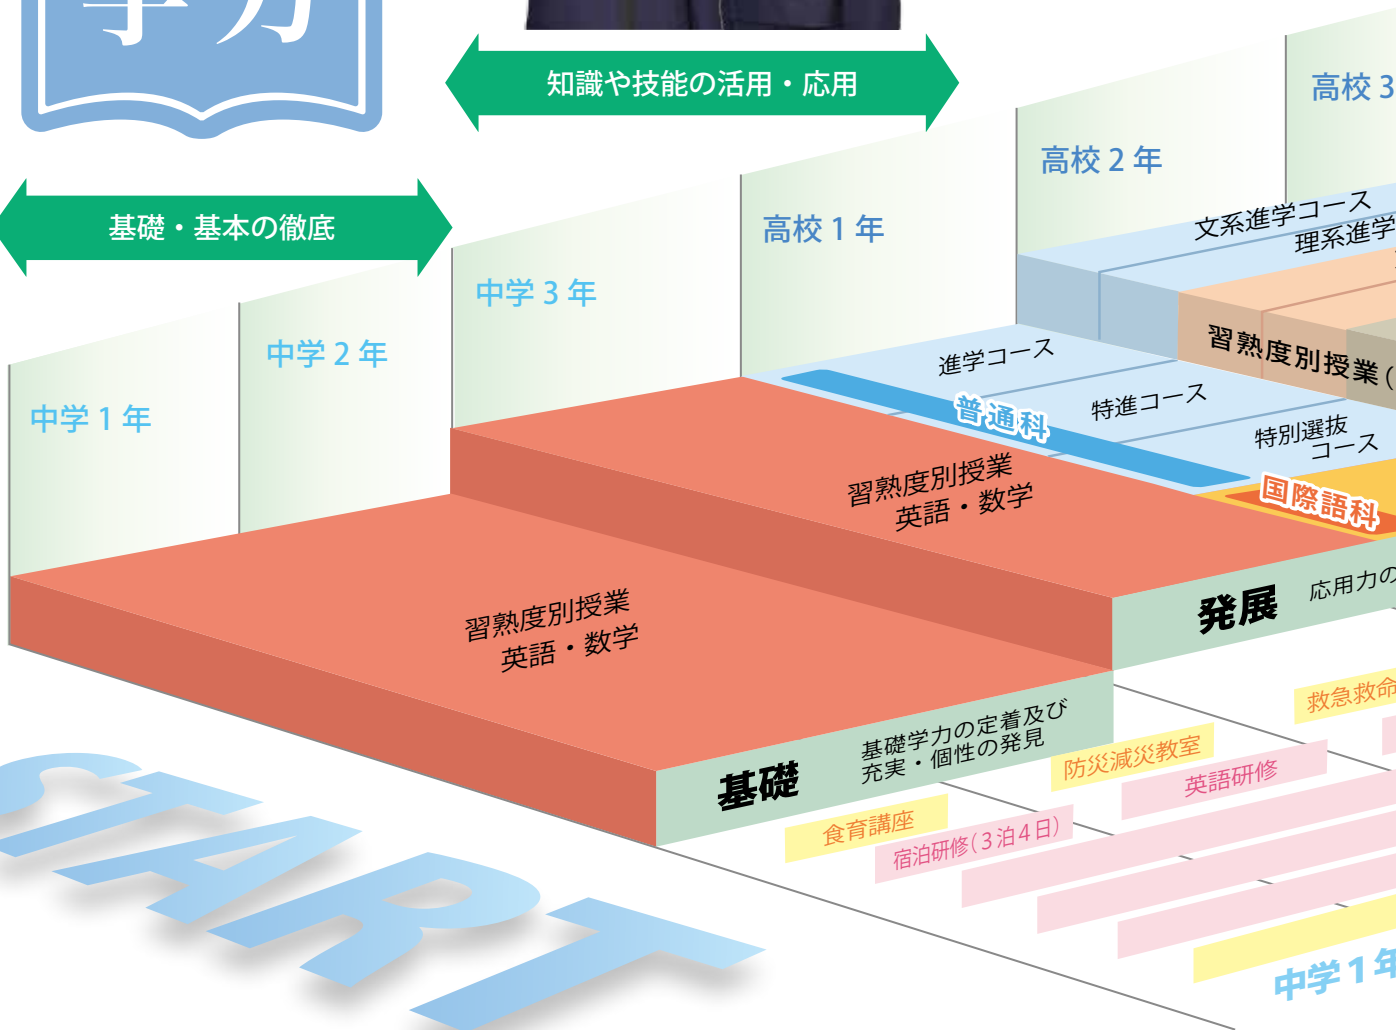 学力
知識や技能の活用・応用
基礎・基本の徹底
中学1年
中学2年
中学3年
高校1年
高校2年
高校3
文系進学コース
理系進学
習熟度別授業(
進学コース
普通科
特進コース
特別選抜
コース
国際語科
習熟度別授業
英語・数学
習熟度別授業
英語・数学
発展
応用力の
基礎
基礎学力の定着及び
充実・個性の発見
救急救命
防災減災教室
英語研修
食育講座
宿泊研修(3泊4日)
中学1年
START